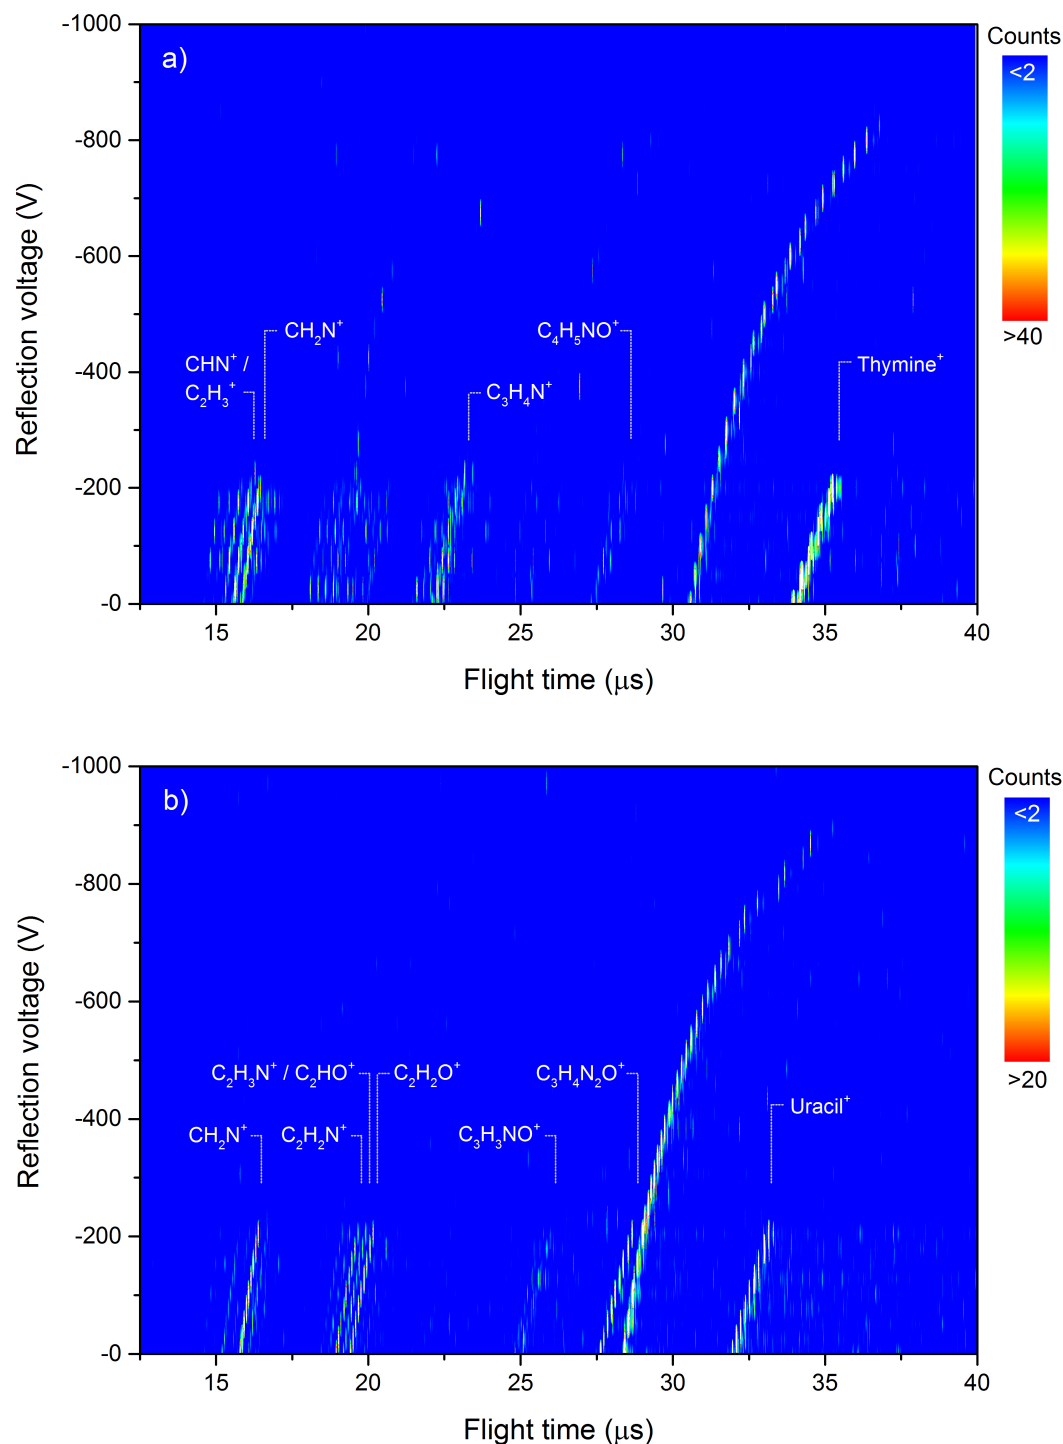 a)
Counts
<2
>40
-1000
-800
-600
-400
-200
-0
Reflection voltage (V)
CH₂N⁺
CHN⁺ /
C₂H₃⁺
C₃H₄N⁺
C₄H₅NO⁺
Thymine⁺
15 20 25 30 35 40
Flight time (μs)
b)
Counts
<2
>20
-1000
-800
-600
-400
-200
-0
Reflection voltage (V)
C₂H₃N⁺ / C₂HO⁺
C₂H₂O⁺
C₃H₄N₂O⁺
Uracil⁺
CH₂N⁺
C₂H₂N⁺
C₃H₃NO⁺
15 20 25 30 35 40
Flight time (μs)